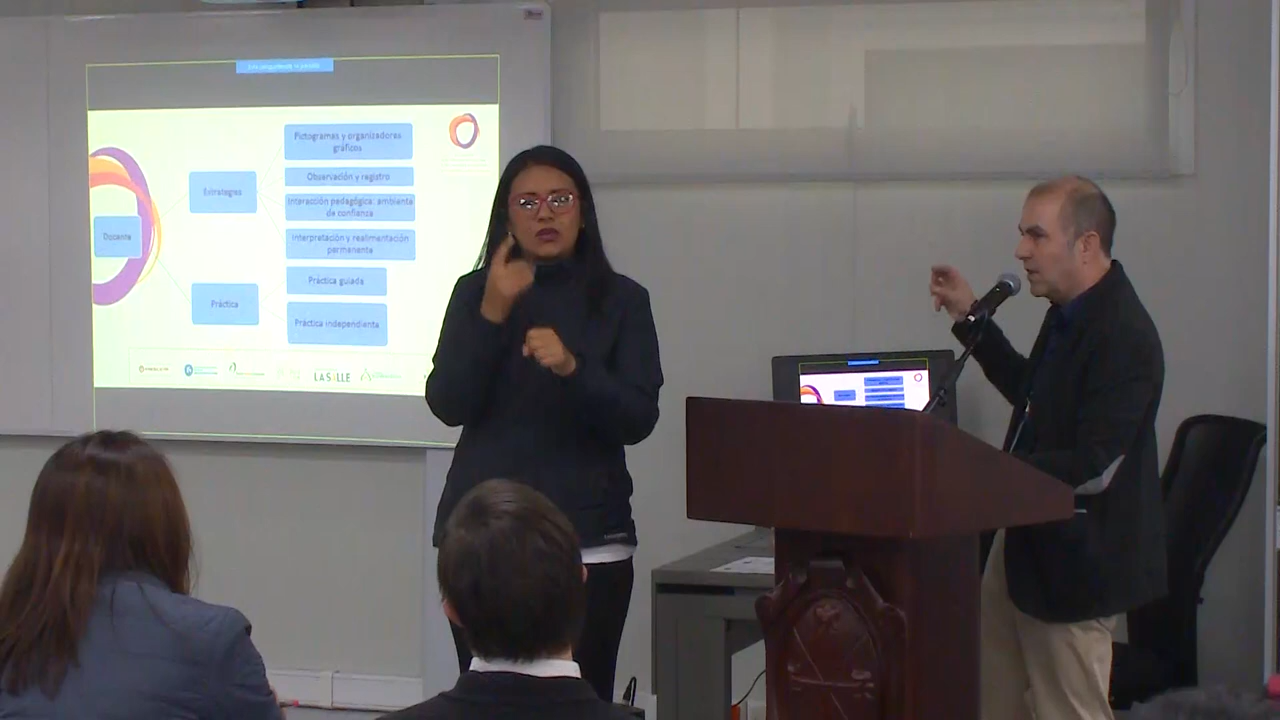 Pictogramas y organizadores
gráficos
Estrategias
Observación y registro
Interacción pedagógica: ambiente
de confianza
Docente
Interpretación y realimentación
permanente
Práctica
Práctica guiada
Práctica independiente
LASALLE